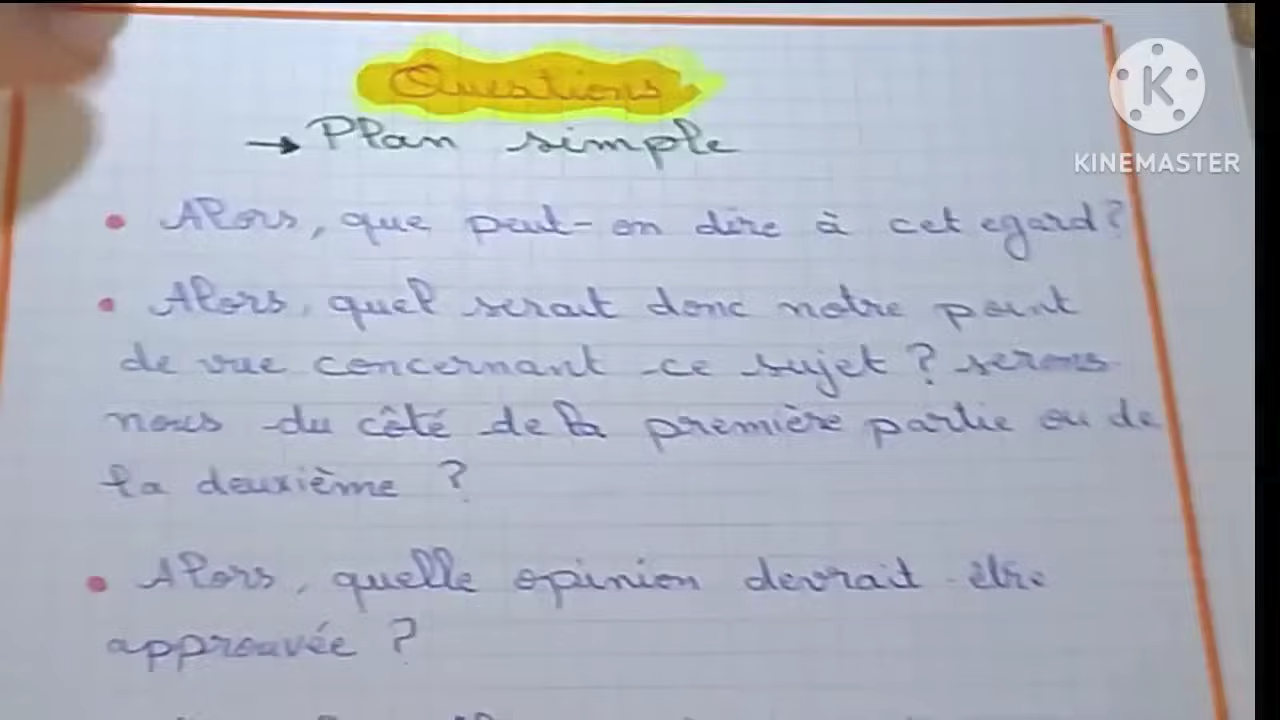 Questions
→ Plan simple
• Alors, que peut-on dire à cet egard?
• Alors, quel serait donc notre point
de vue concernant ce sujet ? serons
nous du côté de la première partie ou de
la deuxième ?
• Alors, quelle opinion devrait être
approuvée ?
K
KINEMASTER